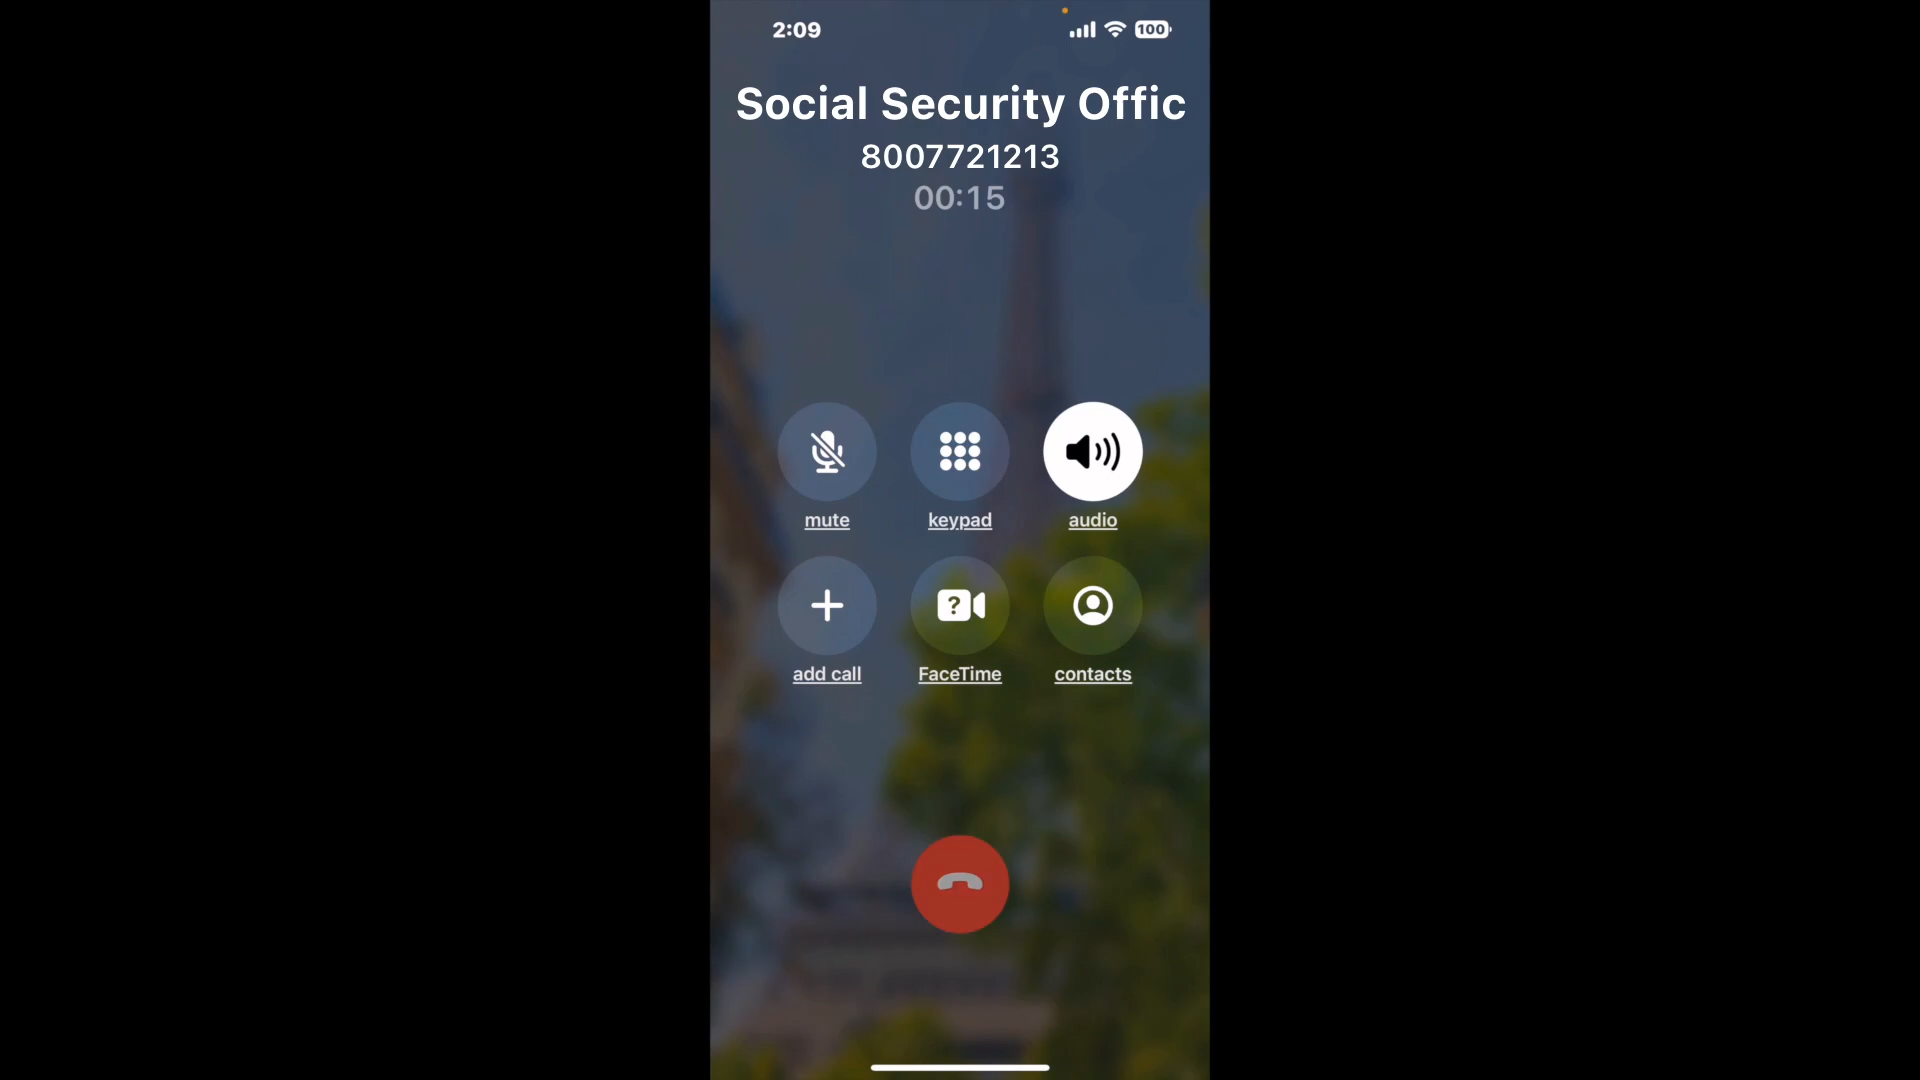 2:09
100
Social Security Offic
8007721213
00:15
mute
keypad
audio
?
add call
FaceTime
contacts